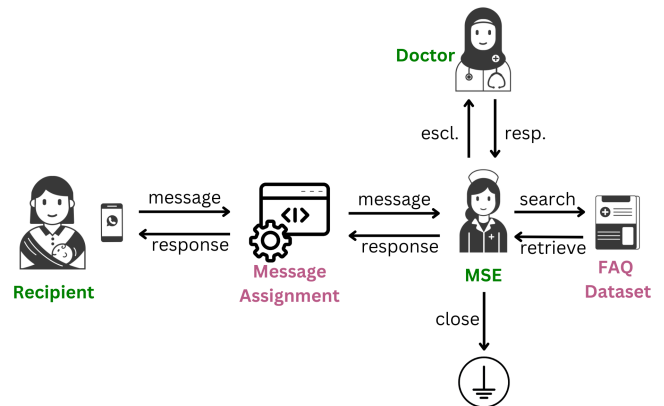 Doctor
escl.
resp.
message
message
search
response
response
retrieve
Recipient
Message
Assignment
MSE
FAQ
Dataset
close